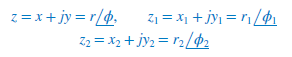 z = x + jy = r/ϕ,    z₁ = x₁ + jy₁ = r₁/ϕ₁
z₂ = x₂ + jy₂ = r₂/ϕ₂